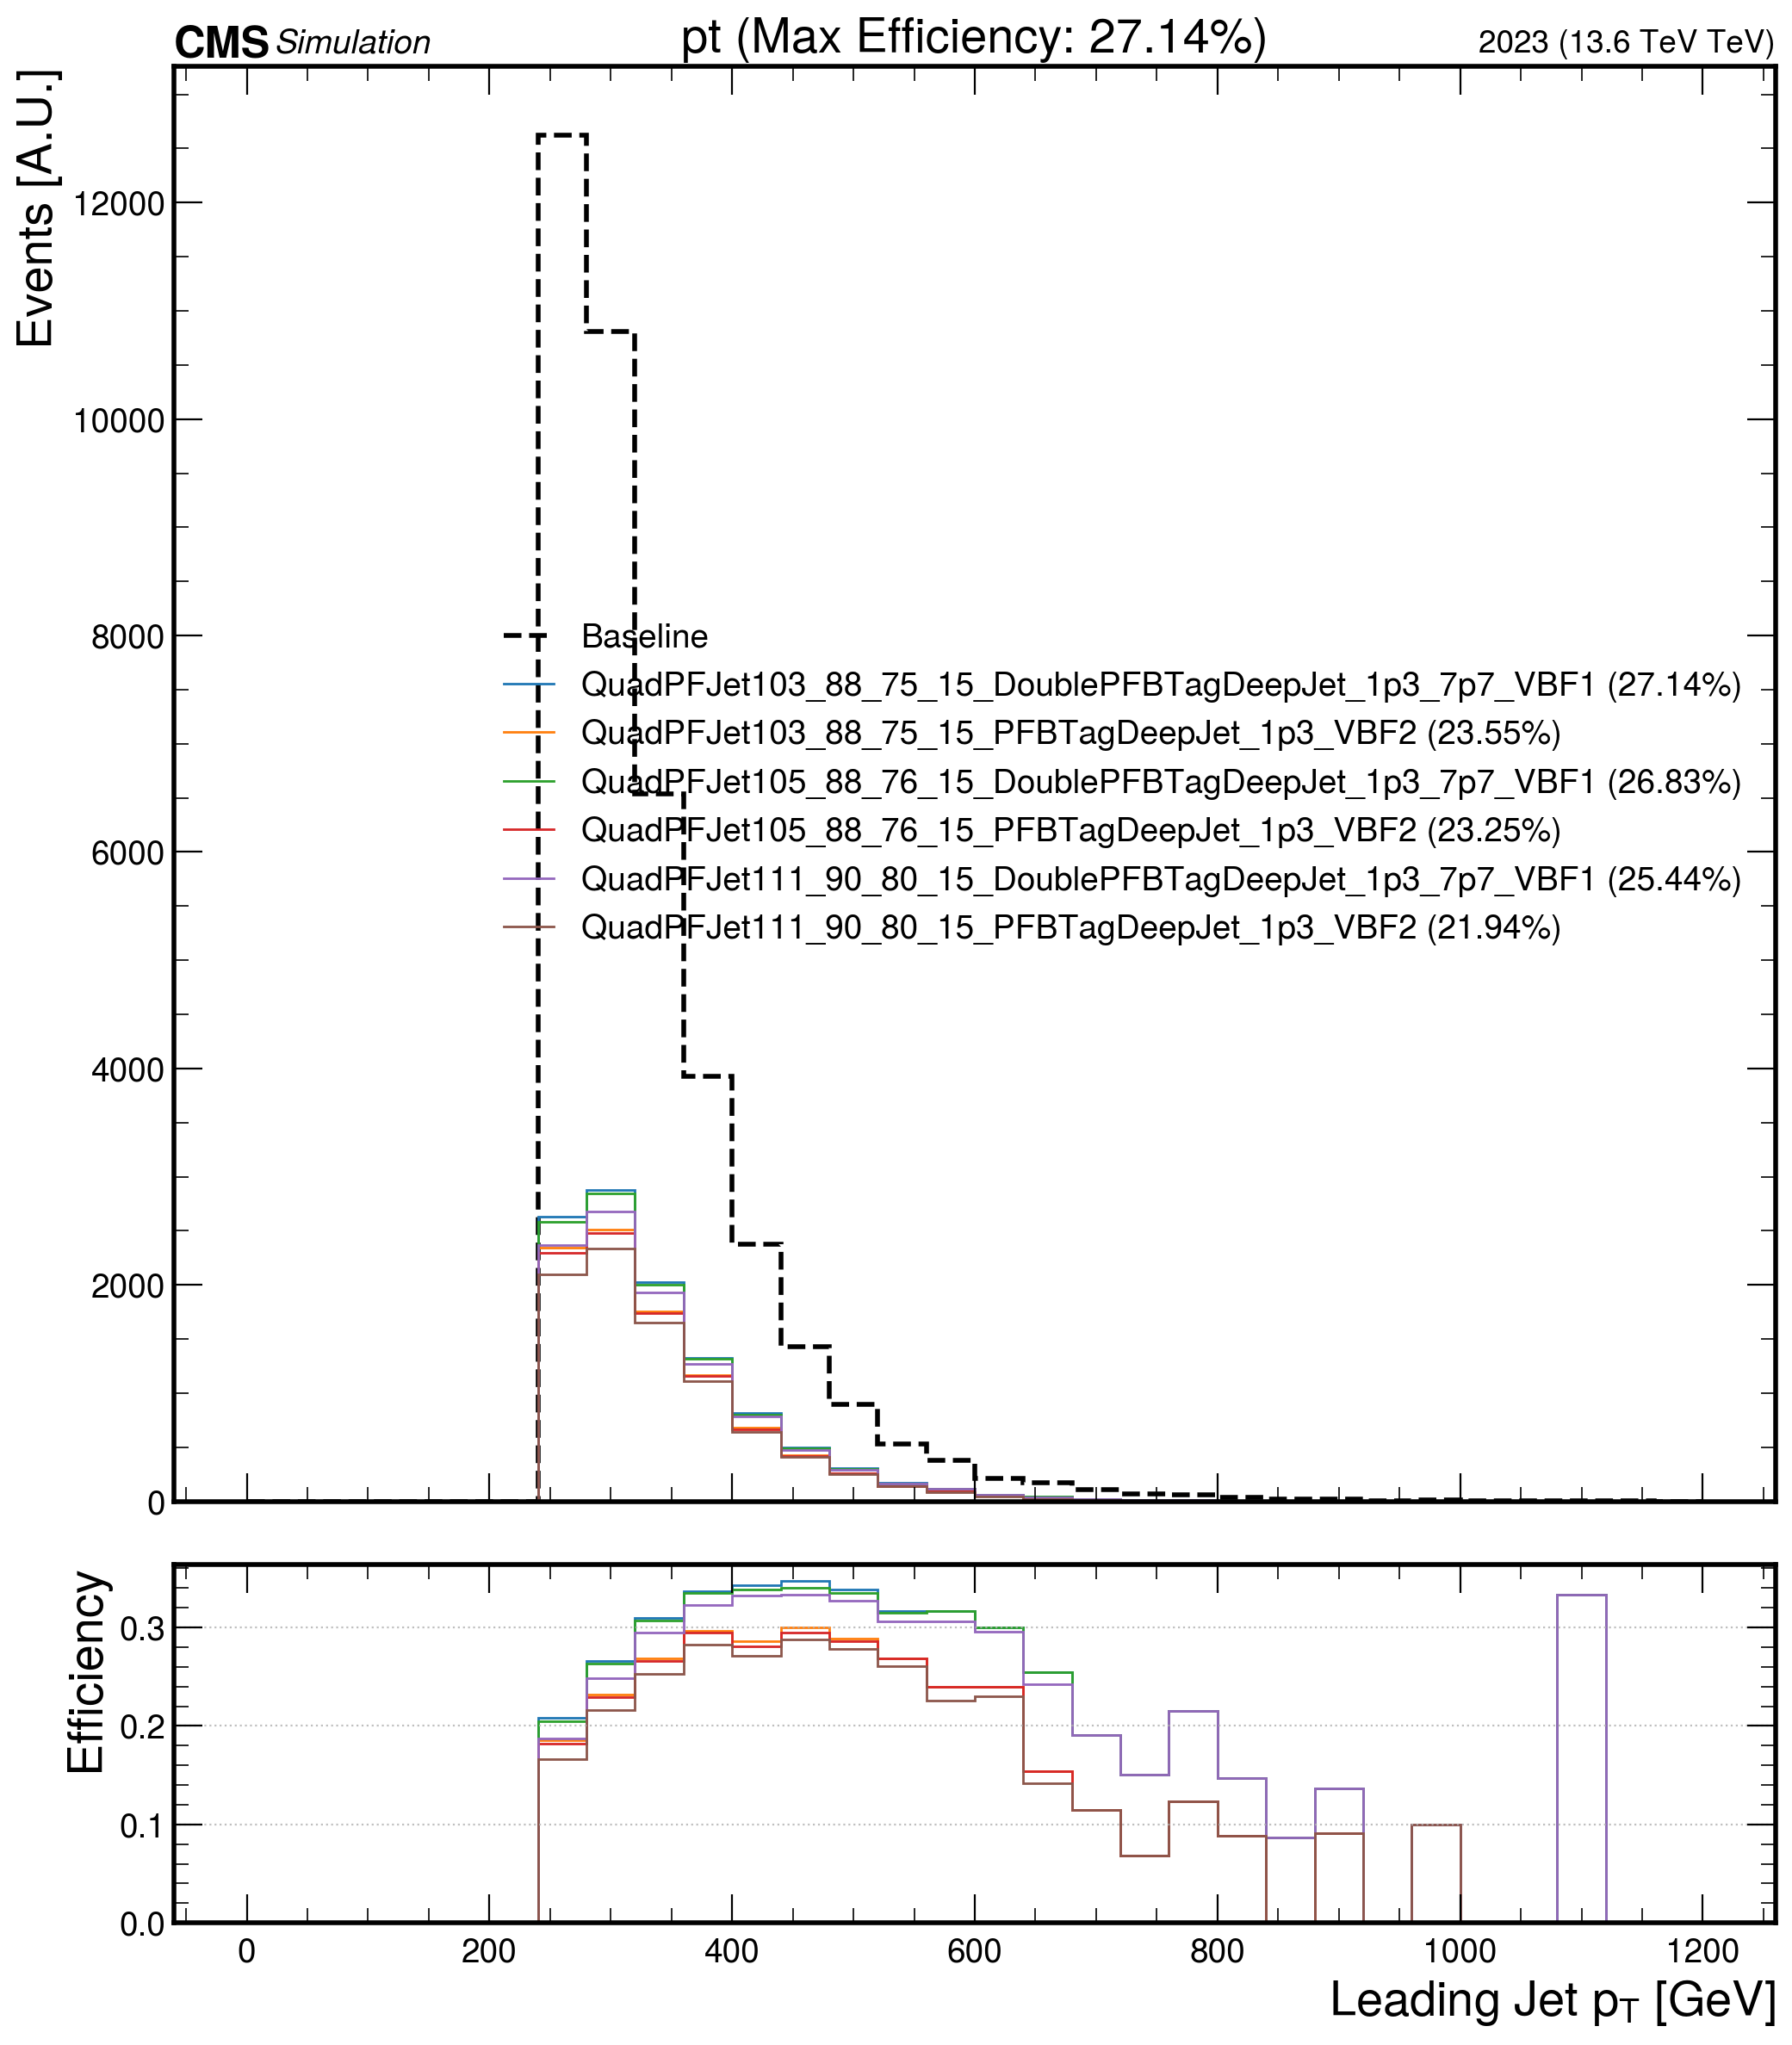 CMS Simulation
pt (Max Efficiency: 27.14%)
2023 (13.6 TeV TeV)
Events [A.U.]
12000
10000
8000
6000
4000
2000
0
Baseline
QuadPFJet103_88_75_15_DoublePFBTagDeepJet_1p3_7p7_VBF1 (27.14%)
QuadPFJet103_88_75_15_PFBTagDeepJet_1p3_VBF2 (23.55%)
QuadPFJet105_88_76_15_DoublePFBTagDeepJet_1p3_7p7_VBF1 (26.83%)
QuadPFJet105_88_76_15_PFBTagDeepJet_1p3_VBF2 (23.25%)
QuadPFJet111_90_80_15_DoublePFBTagDeepJet_1p3_7p7_VBF1 (25.44%)
QuadPFJet111_90_80_15_PFBTagDeepJet_1p3_VBF2 (21.94%)
Efficiency
0.3
0.2
0.1
0.0
0 200 400 600 800 1000 1200
Leading Jet pT [GeV]